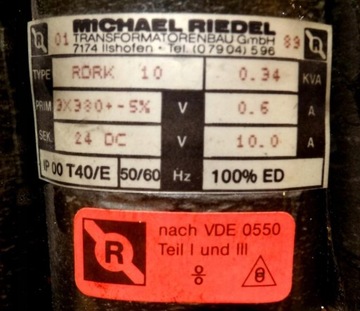 01 MICHAEL RIEDEL 89
TRANSFORMATORENBAU GmbH
7174 Ilshofen · Tel. (07904) 596
TYPE RDRK 10 0.34 KVA
PRIM 3X380+-5% V 0.6 A
SEK. 24 DC V 10.0 A
IP 00 T40/E 50/60 Hz 100% ED
R nach VDE 0550
Teil I und III